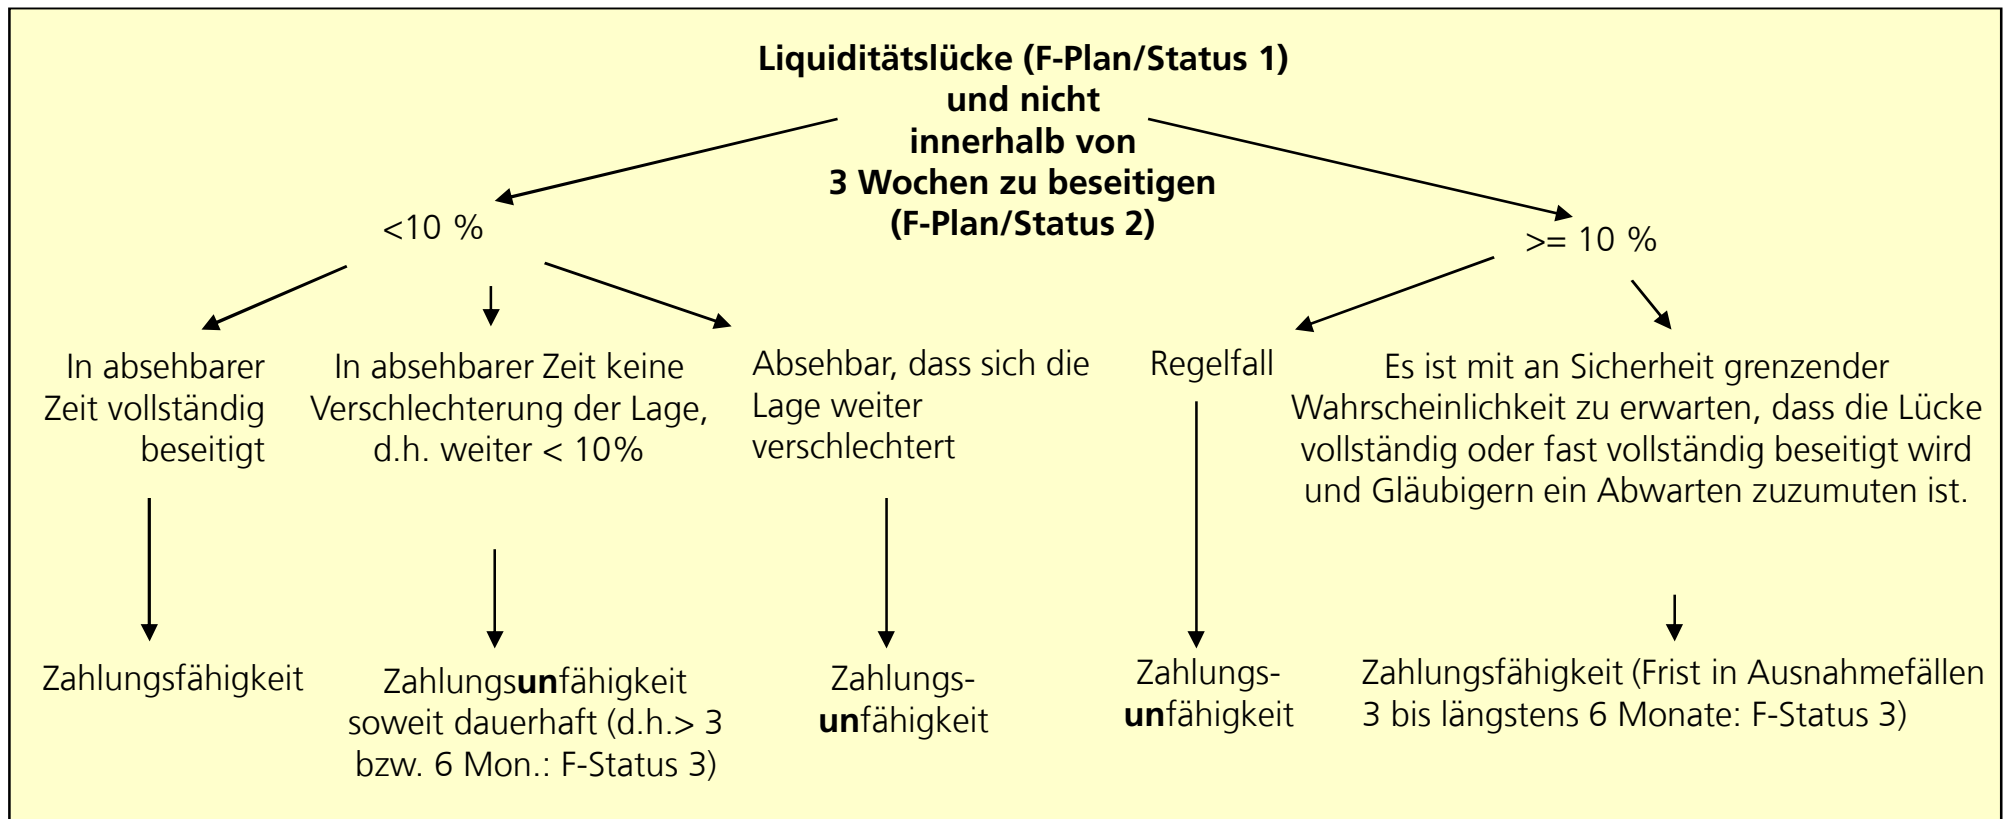 Liquiditätslücke (F-Plan/Status 1)
und nicht
innerhalb von
3 Wochen zu beseitigen
(F-Plan/Status 2)
<10 %
>= 10 %
In absehbarer
Zeit vollständig
beseitigt
In absehbarer Zeit keine
Verschlechterung der Lage,
d.h. weiter < 10%
Absehbar, dass sich die
Lage weiter
verschlechtert
Regelfall
Es ist mit an Sicherheit grenzender
Wahrscheinlichkeit zu erwarten, dass die Lücke
vollständig oder fast vollständig beseitigt wird
und Gläubigern ein Abwarten zuzumuten ist.
Zahlungsfähigkeit
Zahlungsunfähigkeit
soweit dauerhaft (d.h.> 3
bzw. 6 Mon.: F-Status 3)
Zahlungs-
unfähigkeit
Zahlungs-
unfähigkeit
Zahlungsfähigkeit (Frist in Ausnahmefällen
3 bis längstens 6 Monate: F-Status 3)